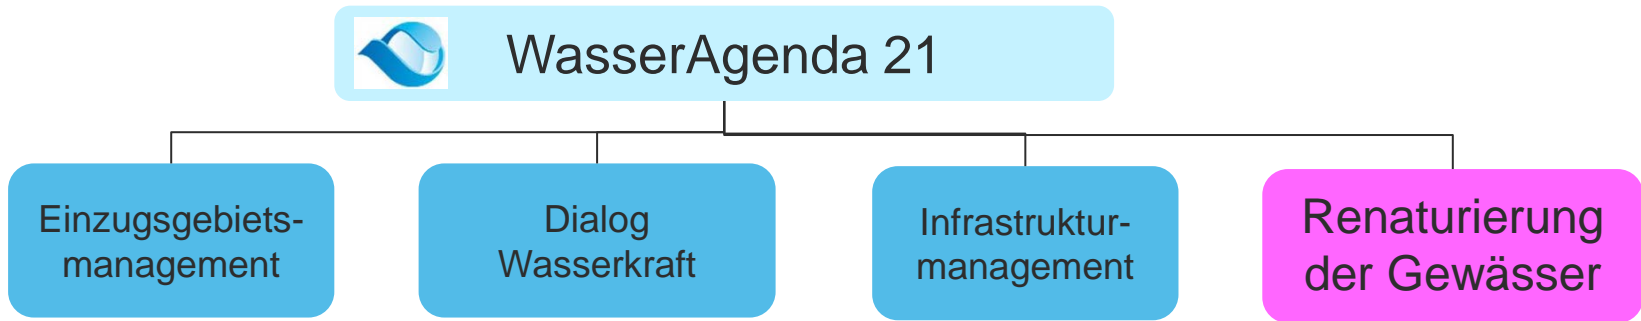 WasserAgenda 21
Einzugsgebiets-
management
Dialog
Wasserkraft
Infrastruktur-
management
Renaturierung
der Gewässer